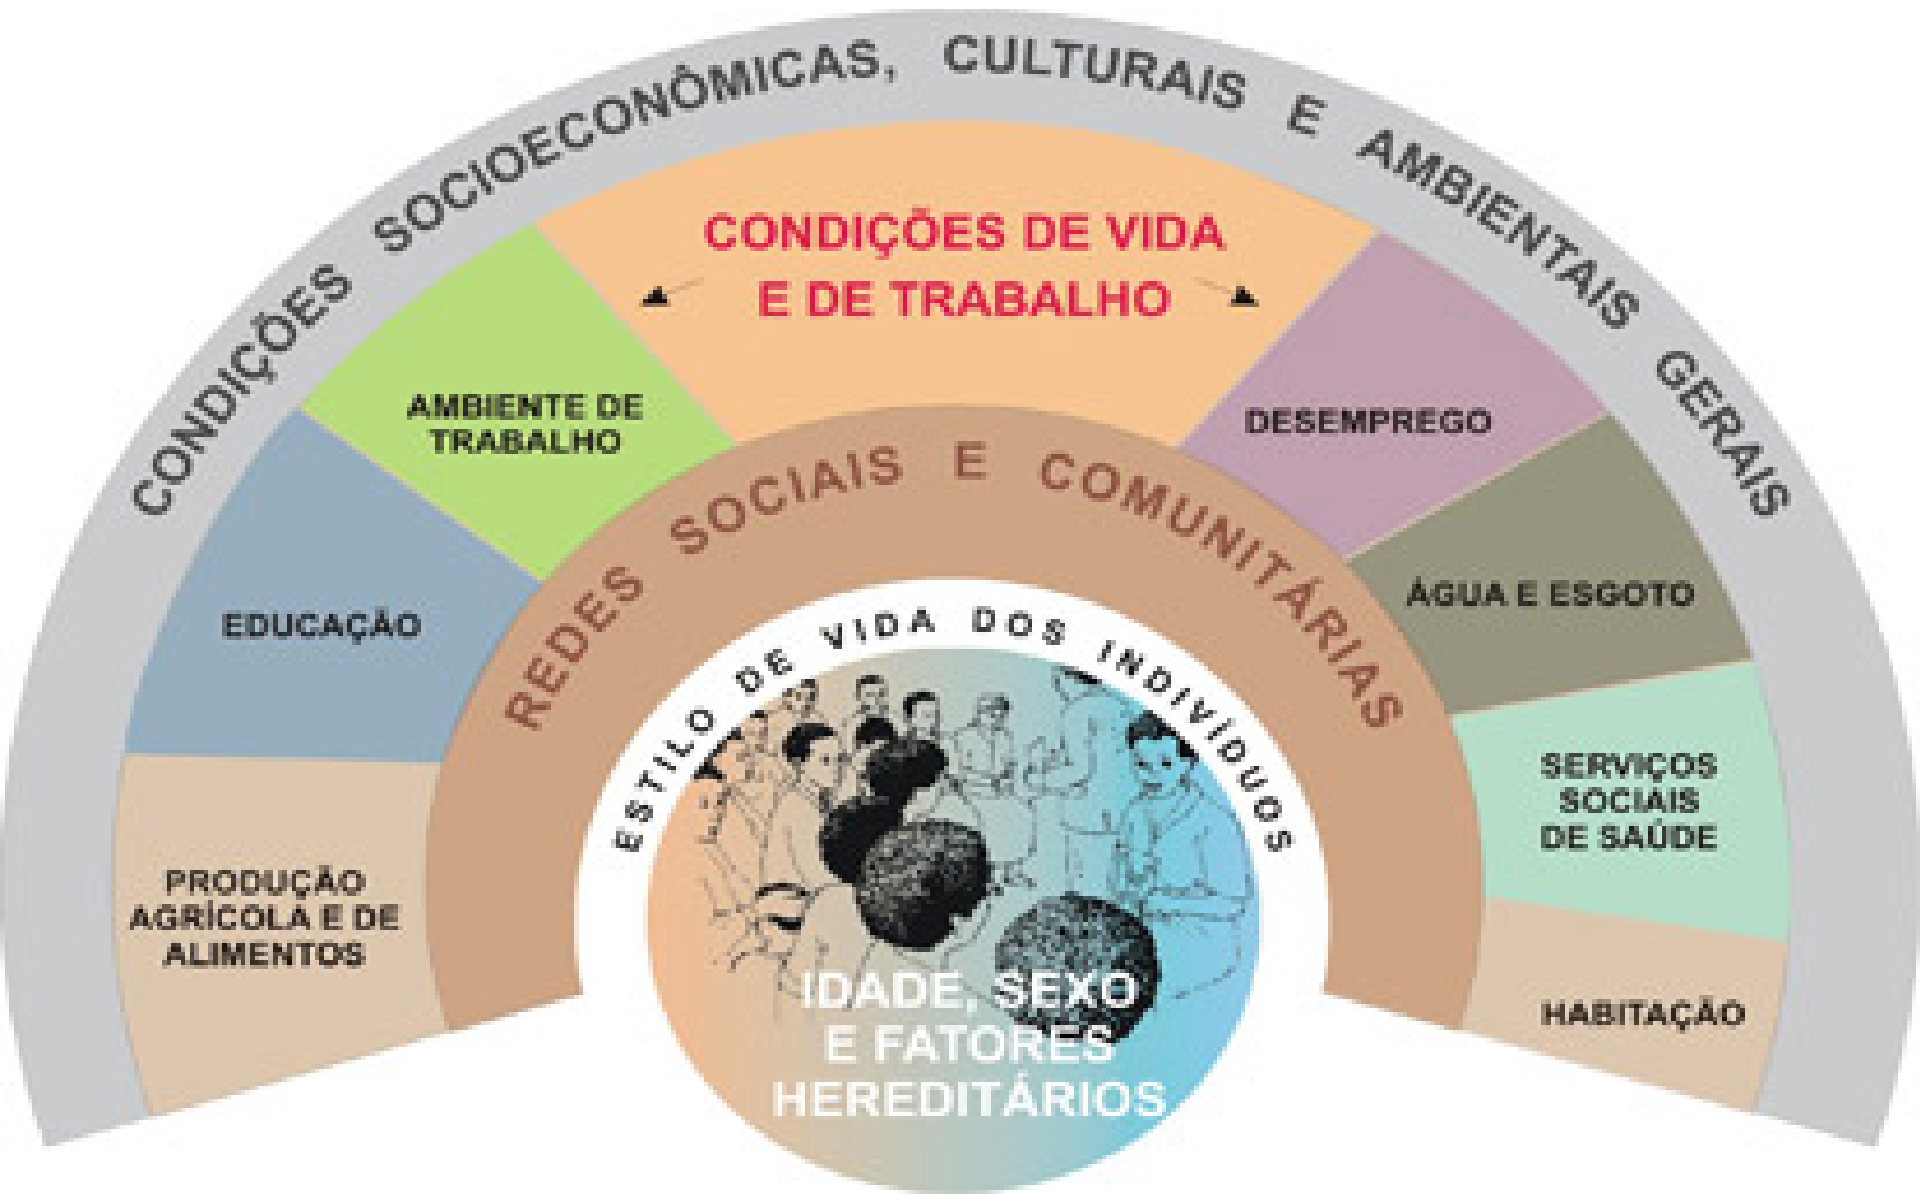 CONDIÇÕES SOCIOECONÔMICAS, CULTURAIS E AMBIENTAIS GERAIS
CONDIÇÕES DE VIDA
E DE TRABALHO
PRODUÇÃO
AGRÍCOLA E DE
ALIMENTOS
EDUCAÇÃO
AMBIENTE DE
TRABALHO
DESEMPREGO
ÁGUA E ESGOTO
SERVIÇOS
SOCIAIS
DE SAÚDE
HABITAÇÃO
REDES SOCIAIS E COMUNITÁRIAS
ESTILO DE VIDA DOS INDIVÍDUOS
IDADE, SEXO
E FATORES
HEREDITÁRIOS